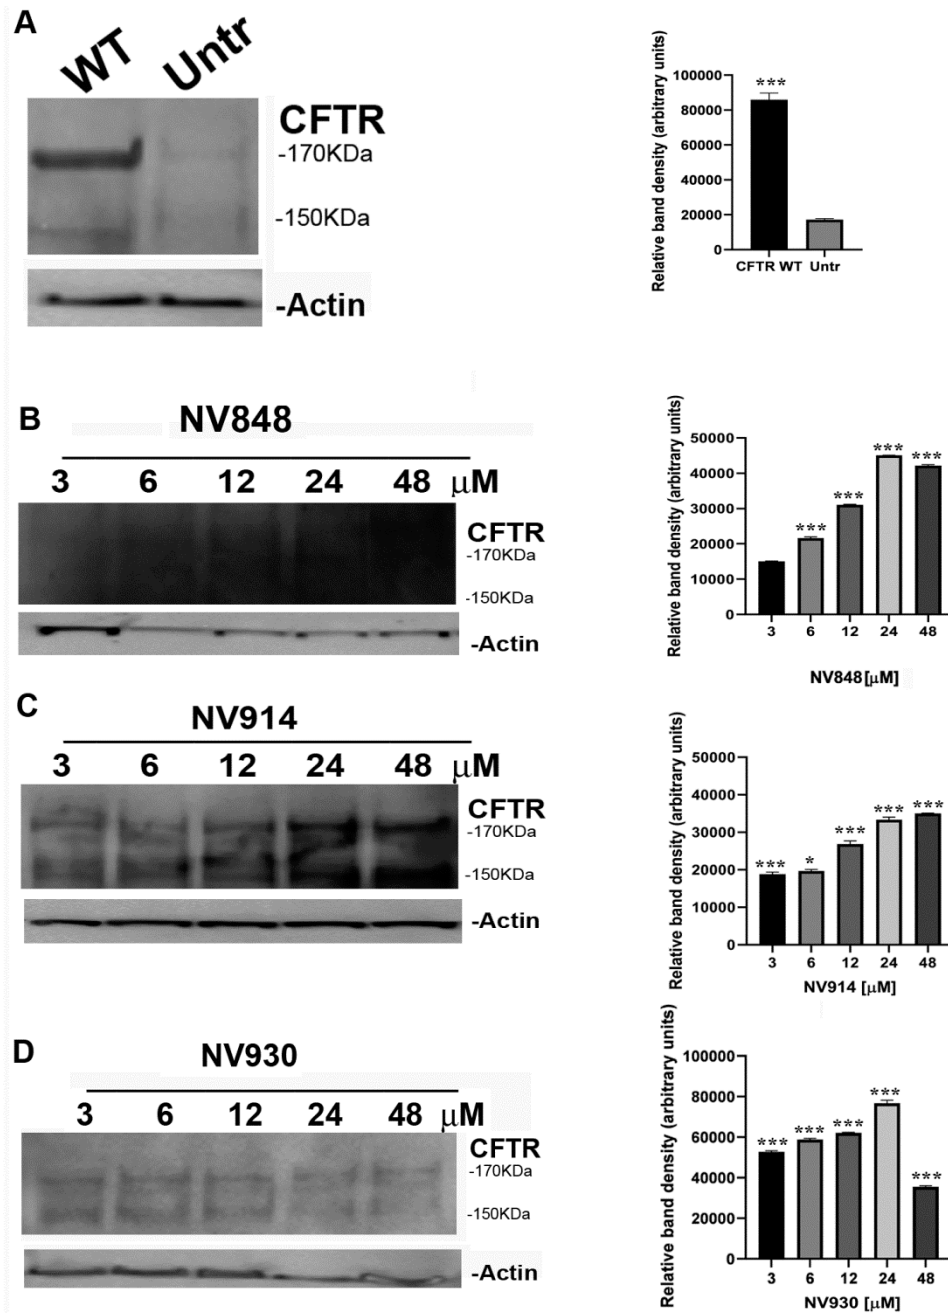 A
WT Untr
CFTR
-170KDa
-150KDa
-Actin
Relative band density (arbitrary units)
100000
80000
60000
40000
20000
0
***
CFTR WT Untr
B
NV848
3 6 12 24 48 μM
CFTR
-170KDa
-150KDa
-Actin
Relative band density (arbitrary units)
50000
40000
30000
20000
10000
0
*** *** *** ***
3 6 12 24 48
NV848[μM]
C
NV914
3 6 12 24 48 μM
CFTR
-170KDa
-150KDa
-Actin
Relative band density (arbitrary units)
50000
40000
30000
20000
10000
0
*** * *** *** ***
3 6 12 24 48
NV914 [μM]
D
NV930
3 6 12 24 48 μM
CFTR
-170KDa
-150KDa
-Actin
Relative band density (arbitrary units)
100000
80000
60000
40000
20000
0
*** *** *** *** ***
3 6 12 24 48
NV930 [μM]